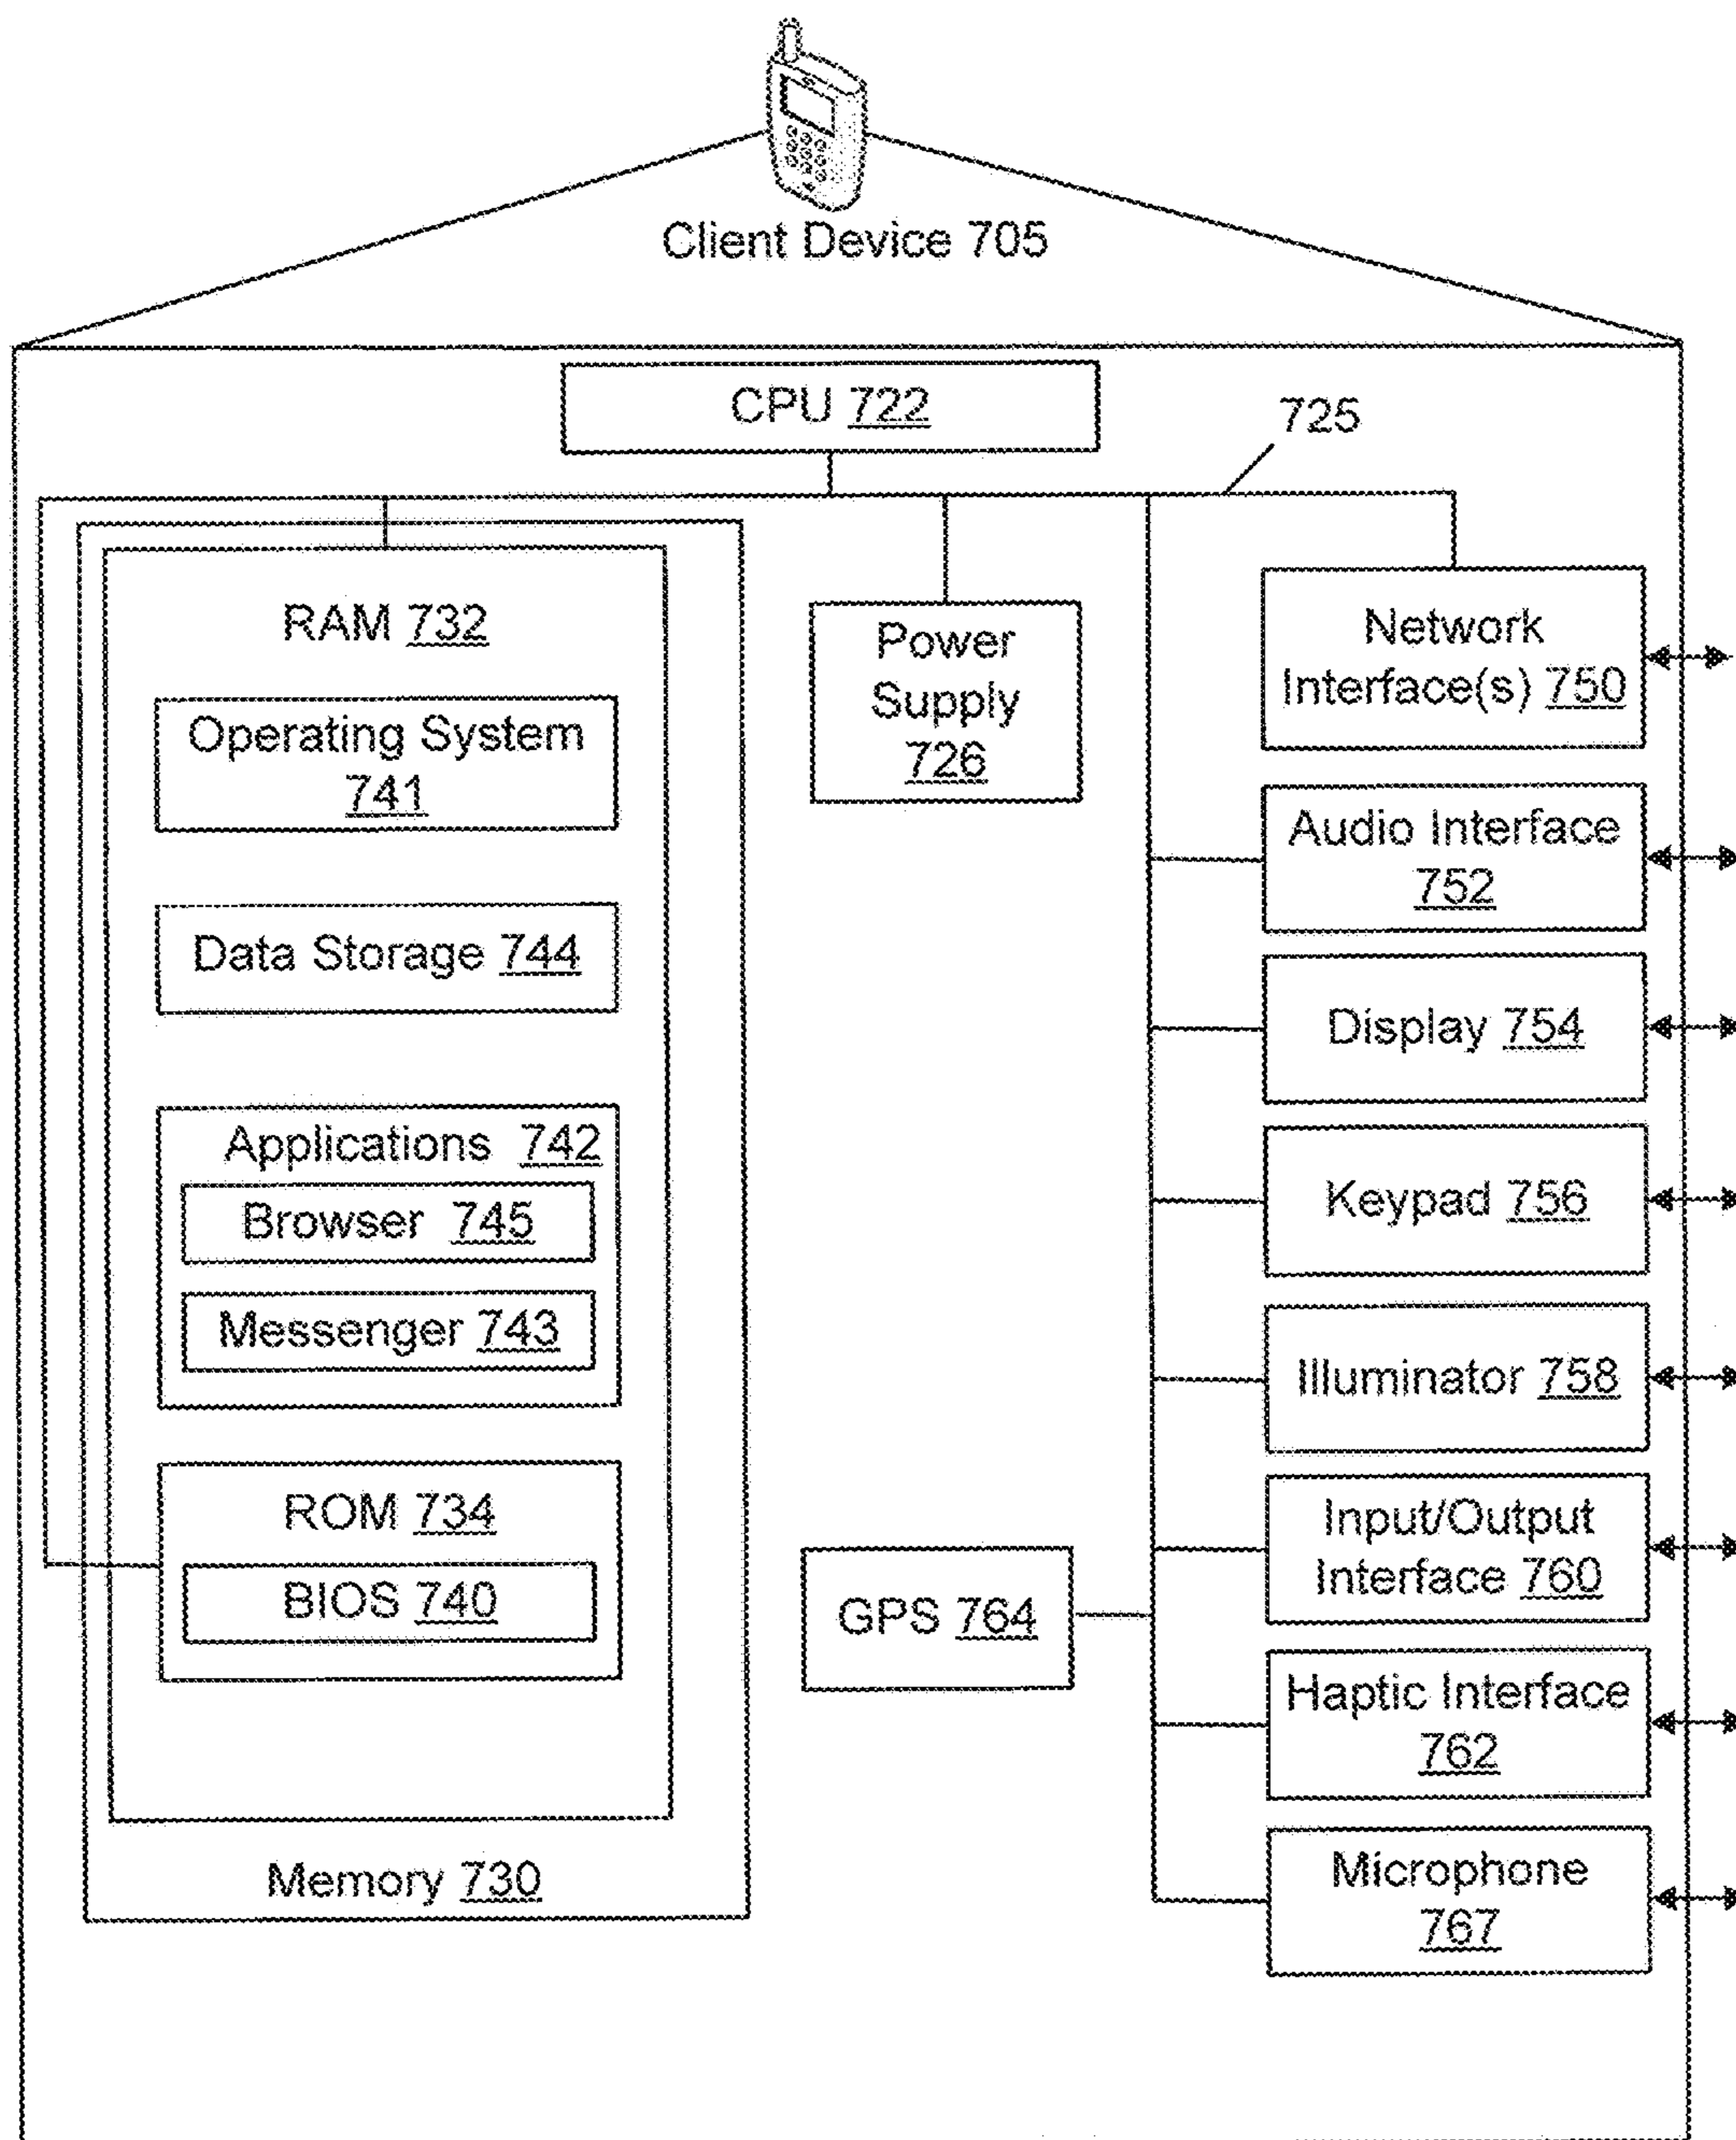 Client Device 705
CPU 722
725
RAM 732
Operating System
741
Data Storage 744
Applications 742
Browser 745
Messenger 743
ROM 734
BIOS 740
Memory 730
Power
Supply
726
GPS 764
Network
Interface(s) 750
Audio Interface
752
Display 754
Keypad 756
Illuminator 758
Input/Output
Interface 760
Haptic Interface
762
Microphone
767